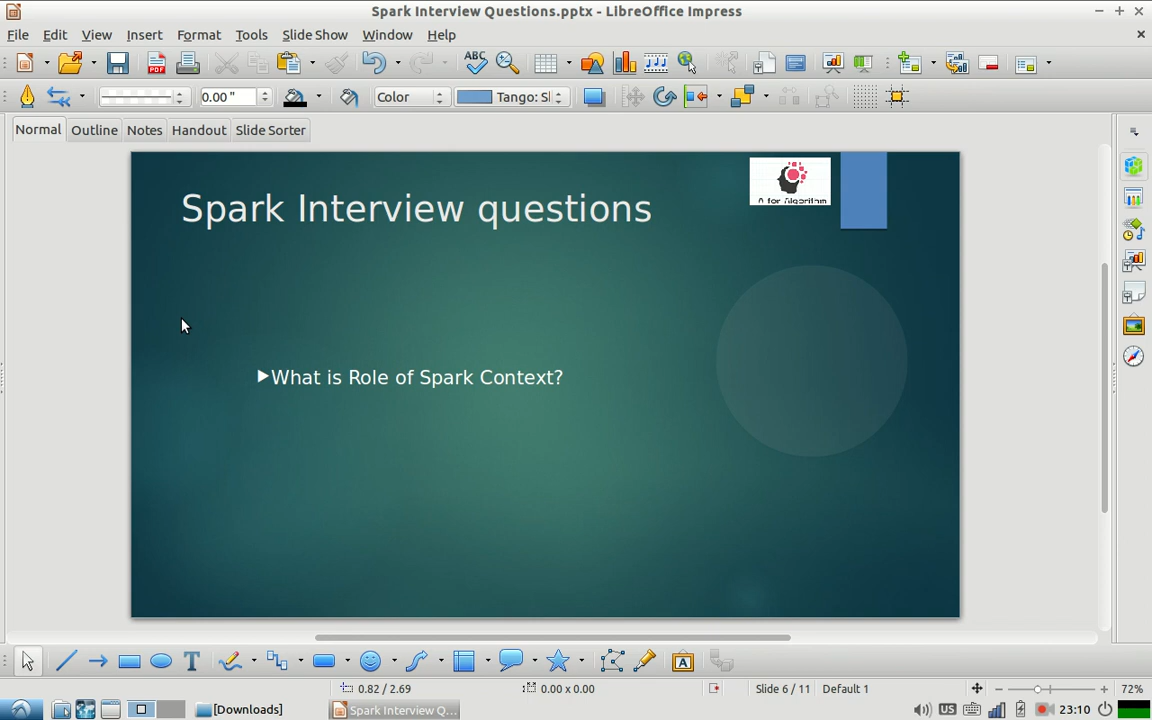 Spark Interview Questions.pptx - LibreOffice Impress
File Edit View Insert Format Tools Slide Show Window Help
0.00 " Color Tango: Sl
Normal Outline Notes Handout Slide Sorter
Spark Interview questions
A for Algorithm
What is Role of Spark Context?
0.82 / 2.69 0.00 x 0.00 Slide 6 / 11 Default 1 72%
[Downloads] Spark Interview Q... US 23:10